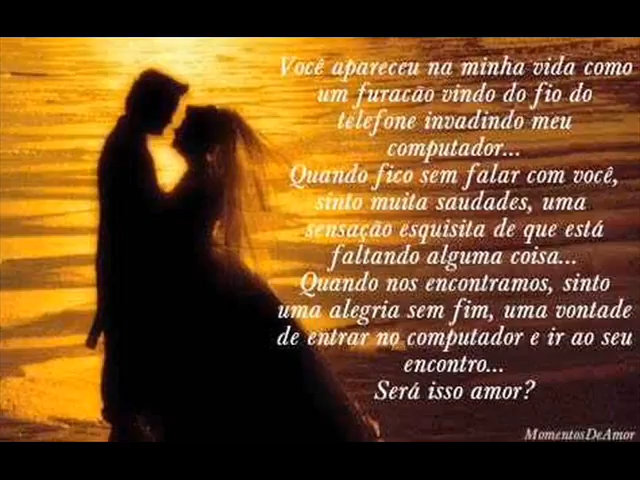 Você apareceu na minha vida como
um furacão vindo do fio do
telefone invadindo meu
computador...
Quando fico sem falar com você,
sinto muita saudades, uma
sensação esquisita de que está
faltando alguma coisa...
Quando nos encontramos, sinto
uma alegria sem fim, uma vontade
de entrar no computador e ir ao seu
encontro...
Será isso amor?
MomentosDeAmor